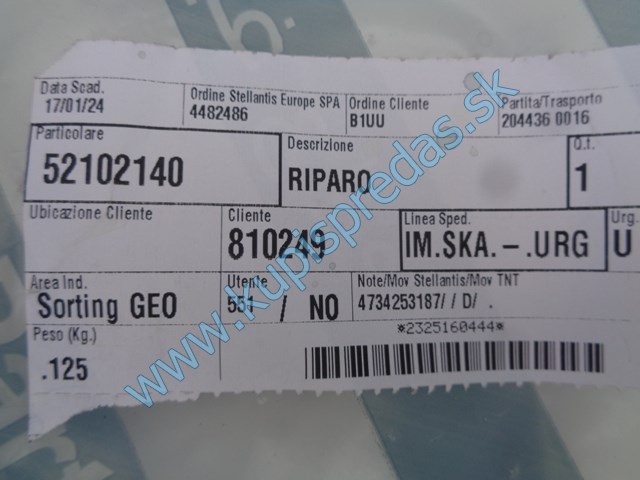 Data Scad. Ordine Stellantis Europe SPA Ordine Cliente Partita/Trasporto
17/01/24 4482486 B1UU 204436 0016
Particolare Descrizione Q.t.
52102140 RIPARO 1
Ubicazione Cliente Cliente Linea Sped. Urg.
810249 IM.SKA. - .URG U
Area Ind. Utente Note/Mov Stellantis/Mov TNT
Sorting GEO 551 / NO 4734253187/ / D/ .
Peso (Kg.) *2325160444*
.125
www.kupispredas.sk